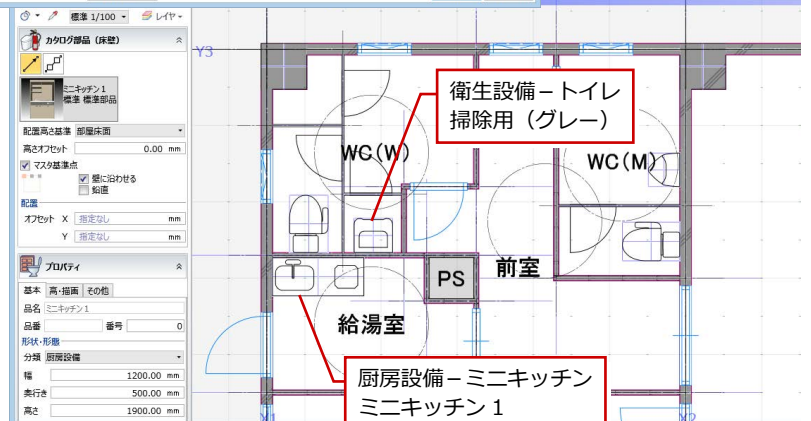 標準 1/100
レイヤ
カタログ部品（床壁）
ミニキッチン1
標準 標準部品
配置高さ基準 部屋床面
高さオフセット 0.00 mm
マスタ基準点
壁に沿わせる
鉛直
配置
オフセット X 指定なし mm
Y 指定なし mm
プロパティ
基本 高・描画 その他
品名 ミニキッチン1
品番 番号 0
形状・形態
分類 厨房設備
幅 1200.00 mm
奥行き 500.00 mm
高さ 1900.00 mm
Y3
衛生設備－トイレ
掃除用（グレー）
WC(W)
WC(M)
PS
前室
給湯室
厨房設備－ミニキッチン
ミニキッチン１
X1
X2